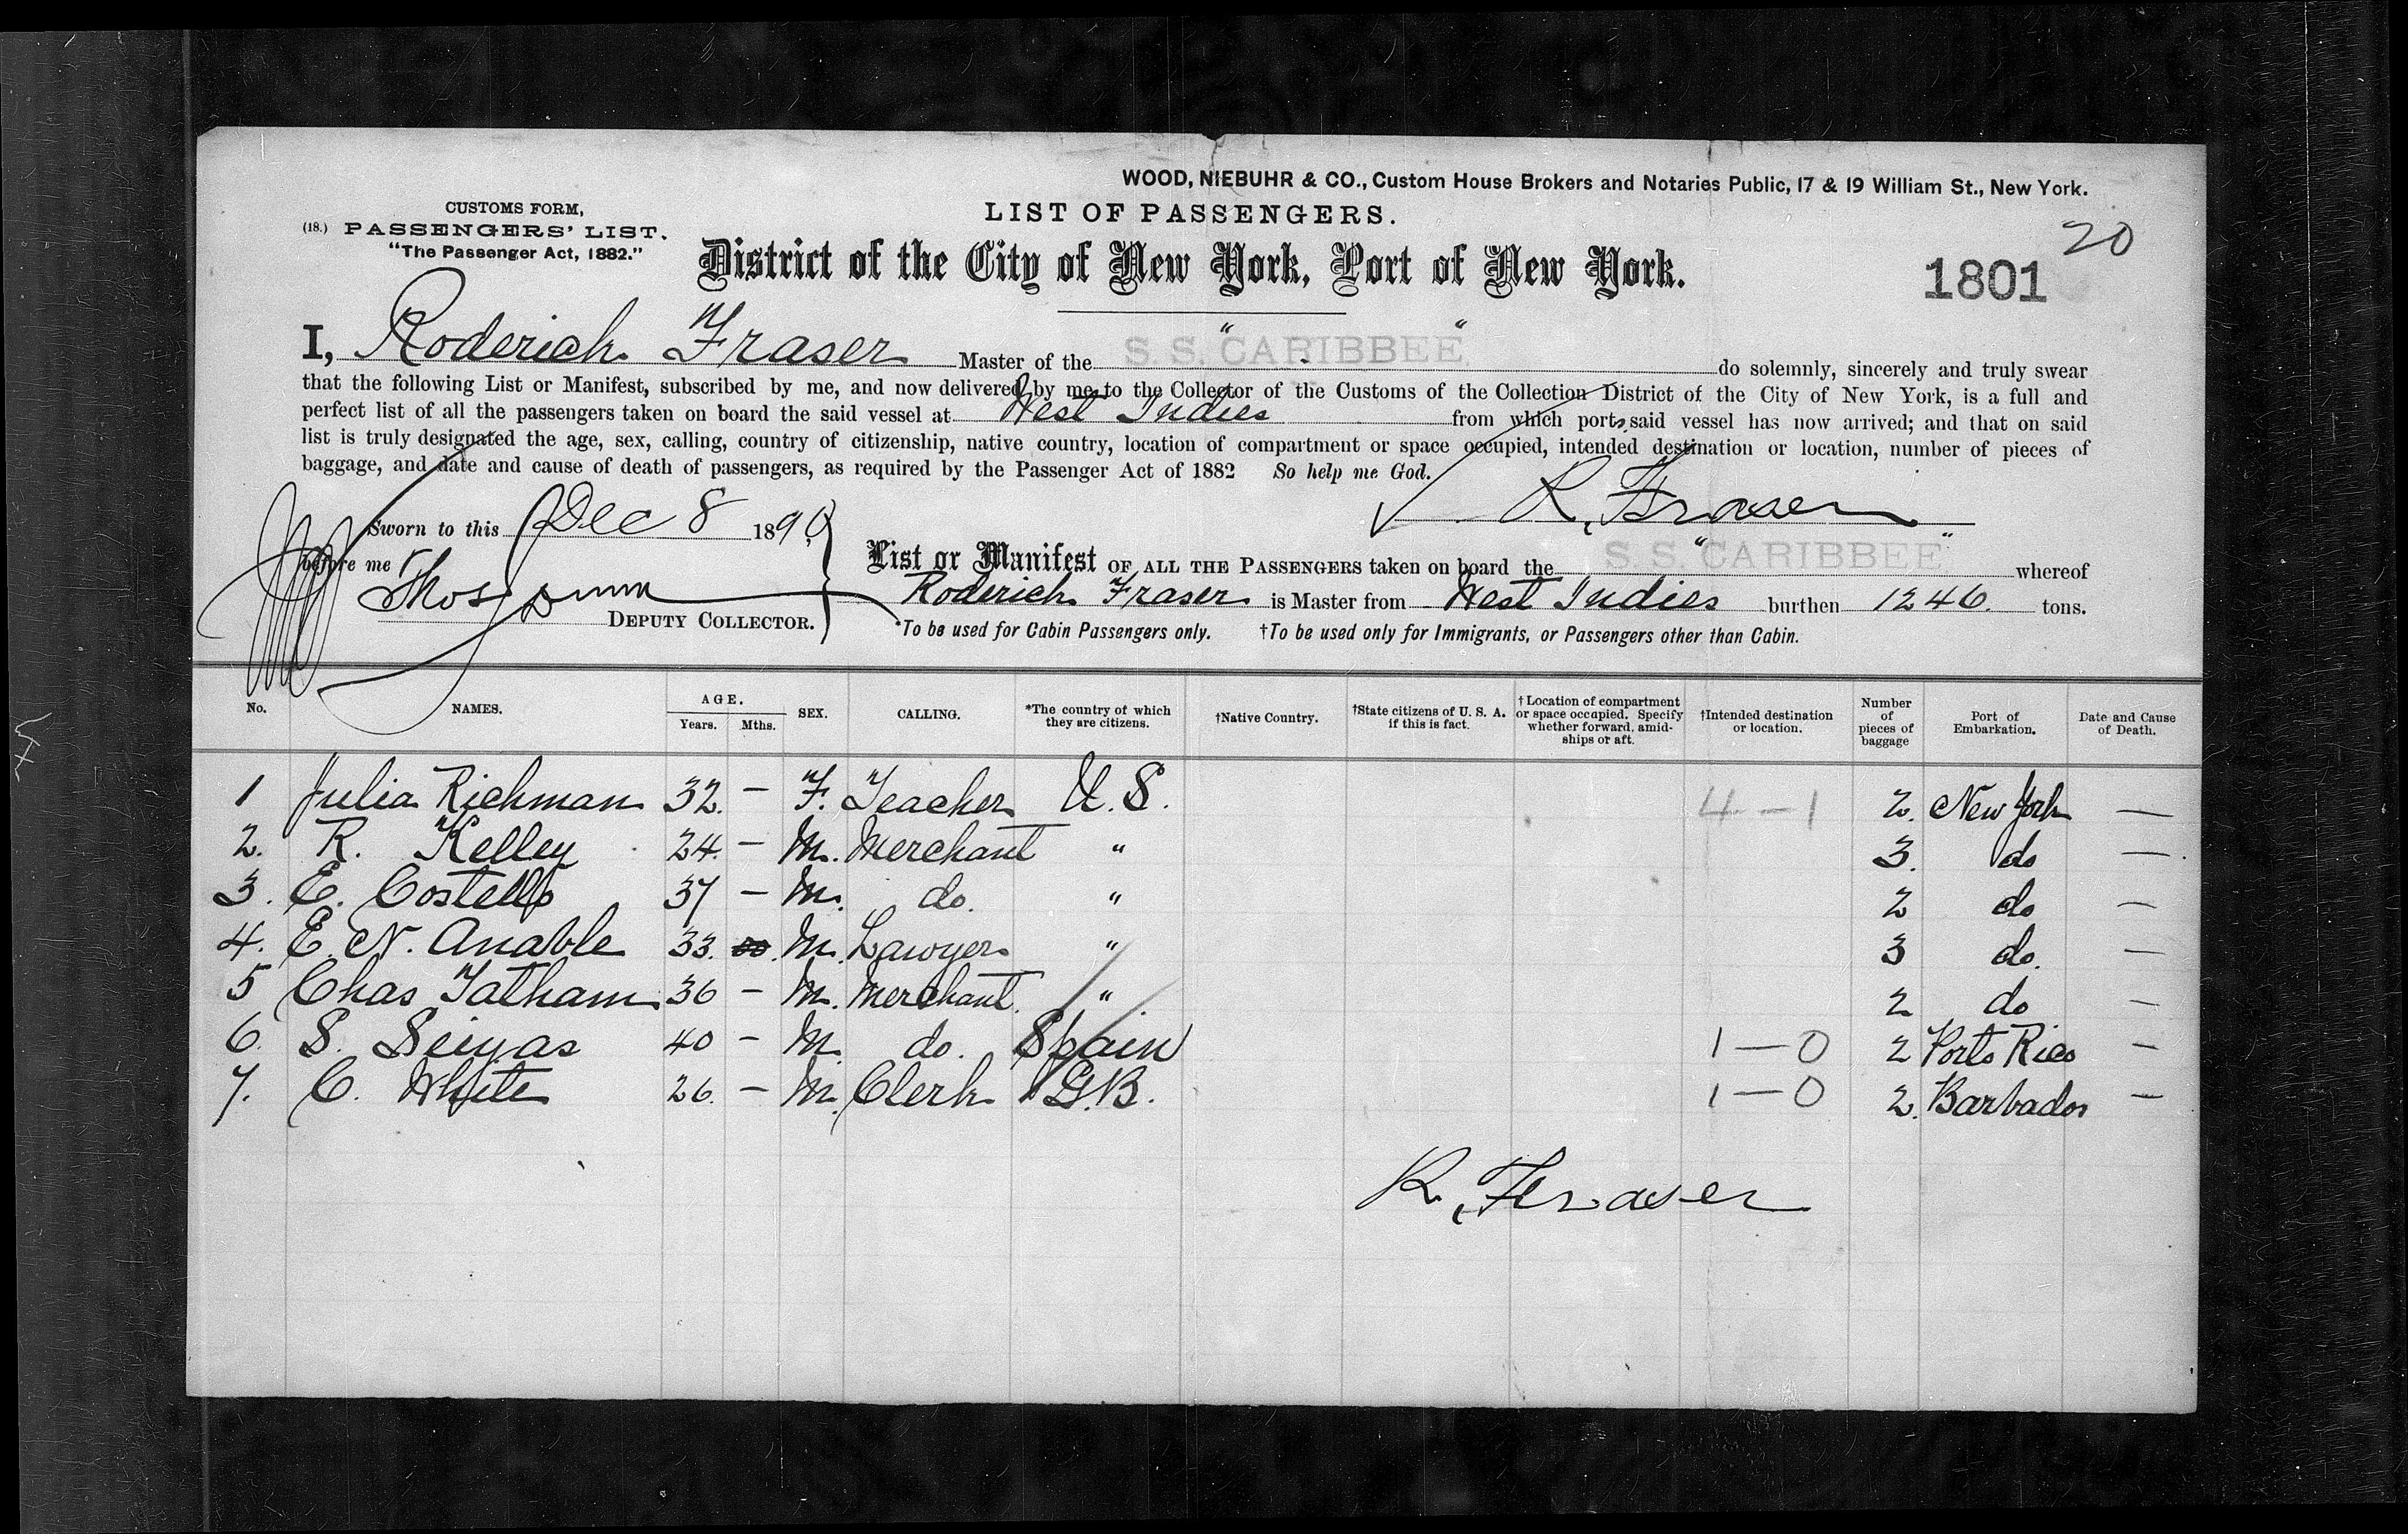 WOOD, NIEBUHR & CO., Custom House Brokers and Notaries Public, 17 & 19 William St., New York.
CUSTOMS FORM,
(18.) PASSENGERS' LIST.
"The Passenger Act, 1882."
LIST OF PASSENGERS.
20
District of the City of New York, Port of New York.
1801
I, Roderick Fraser Master of the S. S. "CARIBBEE" do solemnly, sincerely and truly swear
that the following List or Manifest, subscribed by me, and now delivered by me to the Collector of the Customs of the Collection District of the City of New York, is a full and
perfect list of all the passengers taken on board the said vessel at West Indies from which ports said vessel has now arrived; and that on said
list is truly designated the age, sex, calling, country of citizenship, native country, location of compartment or space occupied, intended destination or location, number of pieces of
baggage, and date and cause of death of passengers, as required by the Passenger Act of 1882 So help me God.
R. Fraser
Sworn to this Dec 8 1890
before me
Thos
DEPUTY COLLECTOR.
List or Manifest OF ALL THE PASSENGERS taken on board the S. S. "CARIBBEE" whereof
Roderick Fraser is Master from West Indies burthen 1246 tons.
*To be used for Cabin Passengers only. †To be used only for Immigrants, or Passengers other than Cabin.
No. NAMES. AGE. Years. Mths. SEX. CALLING. *The country of which they are citizens. †Native Country. †State citizens of U. S. A. if this is fact. †Location of compartment or space occupied. Specify whether forward, amidships or aft. †Intended destination or location. Number of pieces of baggage Port of Embarkation. Date and Cause of Death.
1 Julia Richman 32. — F. Teacher U. S. 4 — 1 2. New York —
2. R. Kelley 24. — M. Merchant " 3. do —
3. E. Costello 37 — M. do. " 2 do —
4. E. N. Anable 33. M. Lawyer " 3 do. —
5 Chas Tatham 36 — M. Merchant. " 2 do —
6. S. Seijas 40 — M. do. Spain 1 — 0 2 Porto Rico —
7. C. White 26. — M. Clerk G.B. 1 — 0 2. Barbados —
R. Fraser